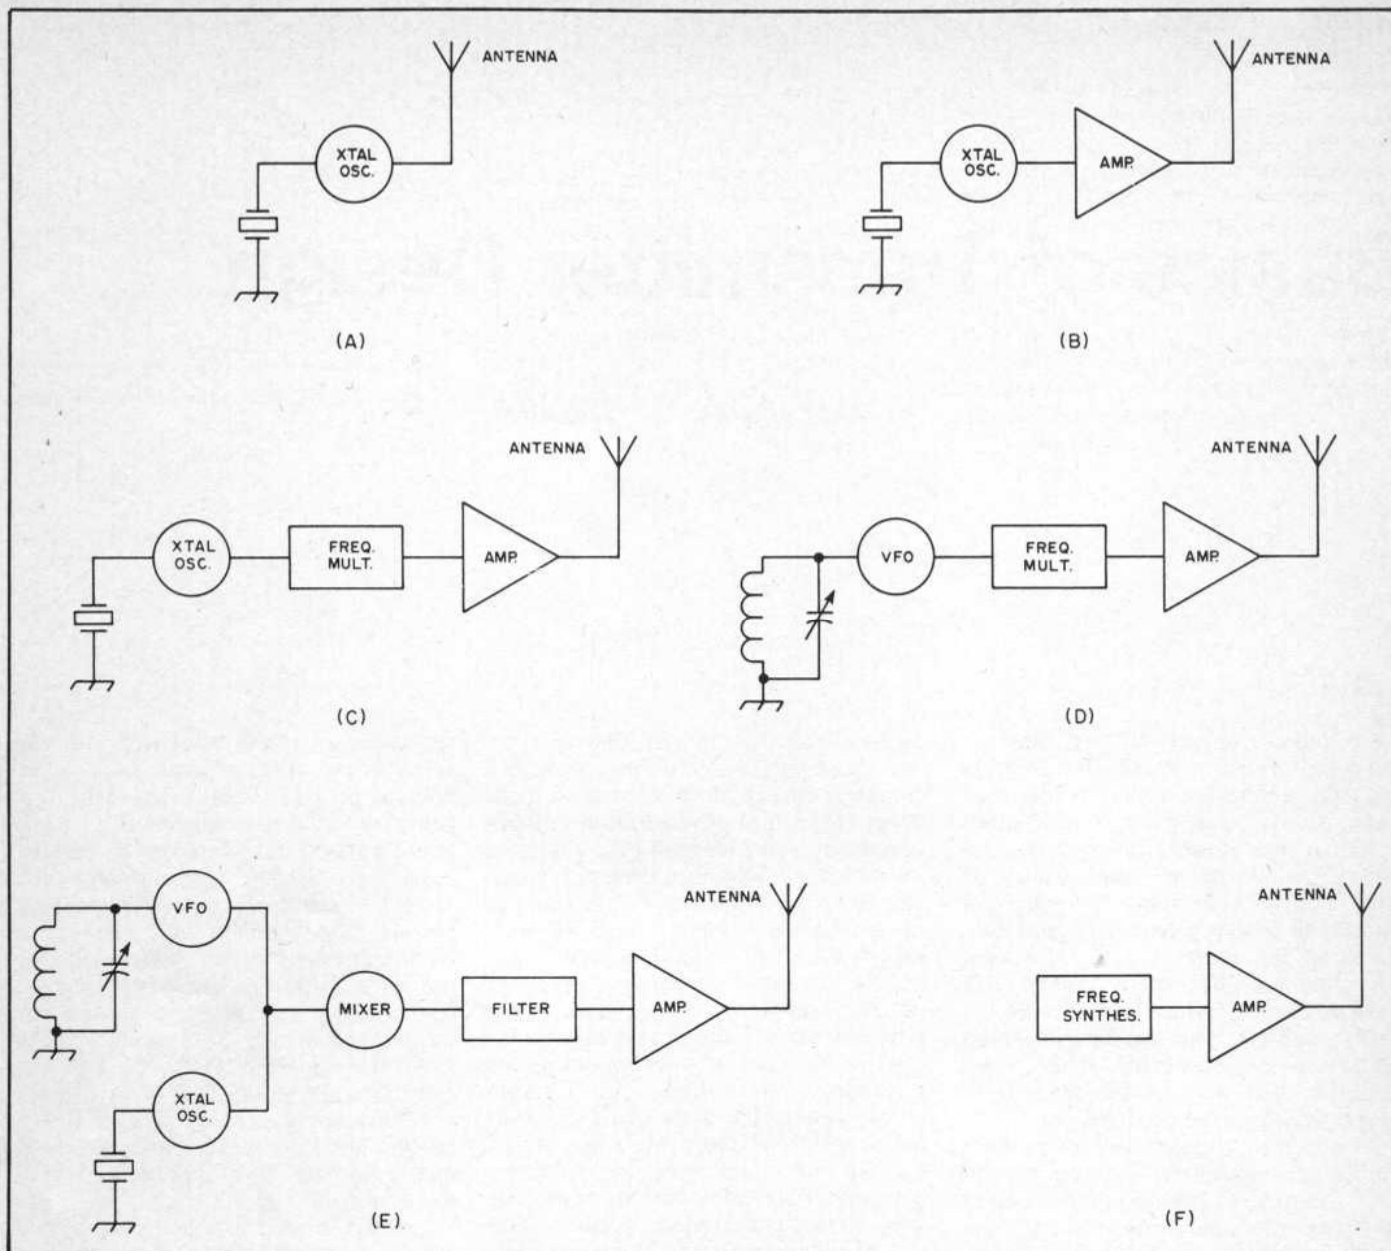 ANTENNA
XTAL
OSC.
(A)
ANTENNA
XTAL
OSC.
AMP.
(B)
ANTENNA
XTAL
OSC.
FREQ.
MULT.
AMP.
(C)
ANTENNA
VFO
FREQ.
MULT.
AMP.
(D)
VFO
XTAL
OSC.
MIXER
FILTER
AMP.
ANTENNA
(E)
ANTENNA
FREQ.
SYNTHES.
AMP.
(F)